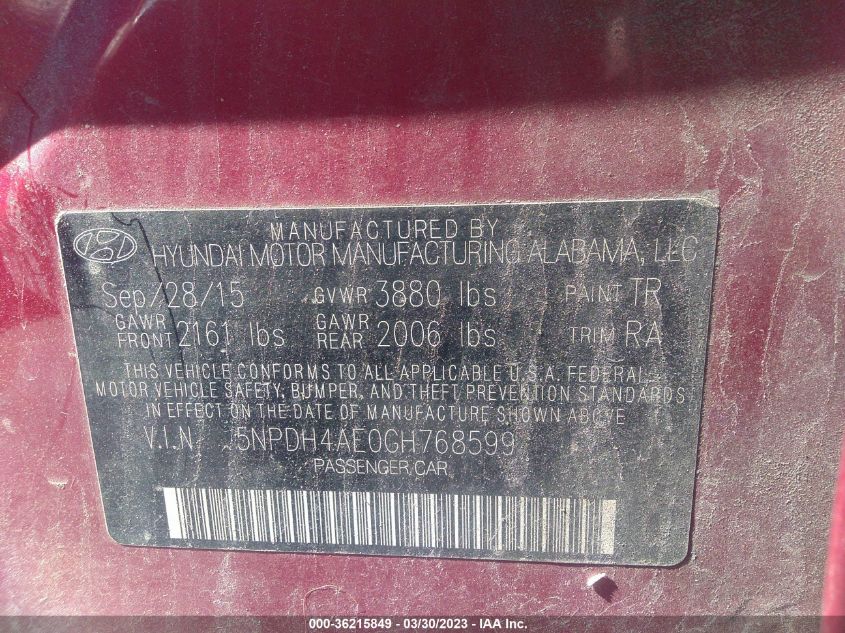 MANUFACTURED BY
HYUNDAI MOTOR MANUFACTURING ALABAMA, LLC
Sep/28/15 GVWR 3880 lbs PAINT TR
GAWR FRONT 2161 lbs GAWR REAR 2006 lbs TRIM RA
THIS VEHICLE CONFORMS TO ALL APPLICABLE U.S.A. FEDERAL
MOTOR VEHICLE SAFETY, BUMPER, AND THEFT PREVENTION STANDARDS
IN EFFECT ON THE DATE OF MANUFACTURE SHOWN ABOVE
V.I.N 5NPDH4AE0GH768599
PASSENGER CAR
000-36215849 | 03/30/2023 | IAA Inc.